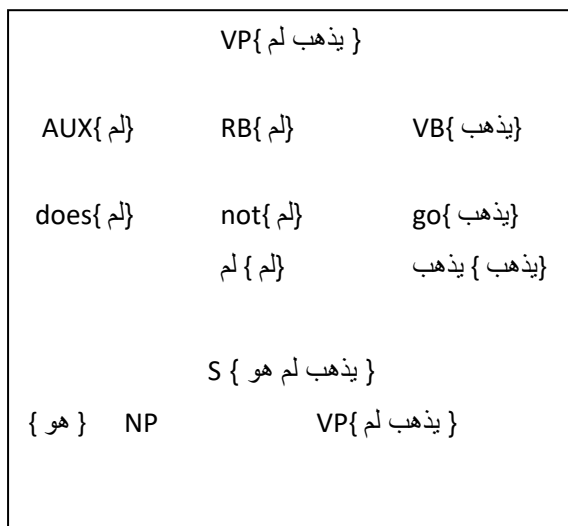 VP{ يذهب لم }
AUX{ لم} RB{ لم} VB{ يذهب}
does{ لم} not{ لم} go{ يذهب}
لم { لم} يذهب { يذهب}
S { يذهب لم هو }
{ هو } NP VP{ يذهب لم }